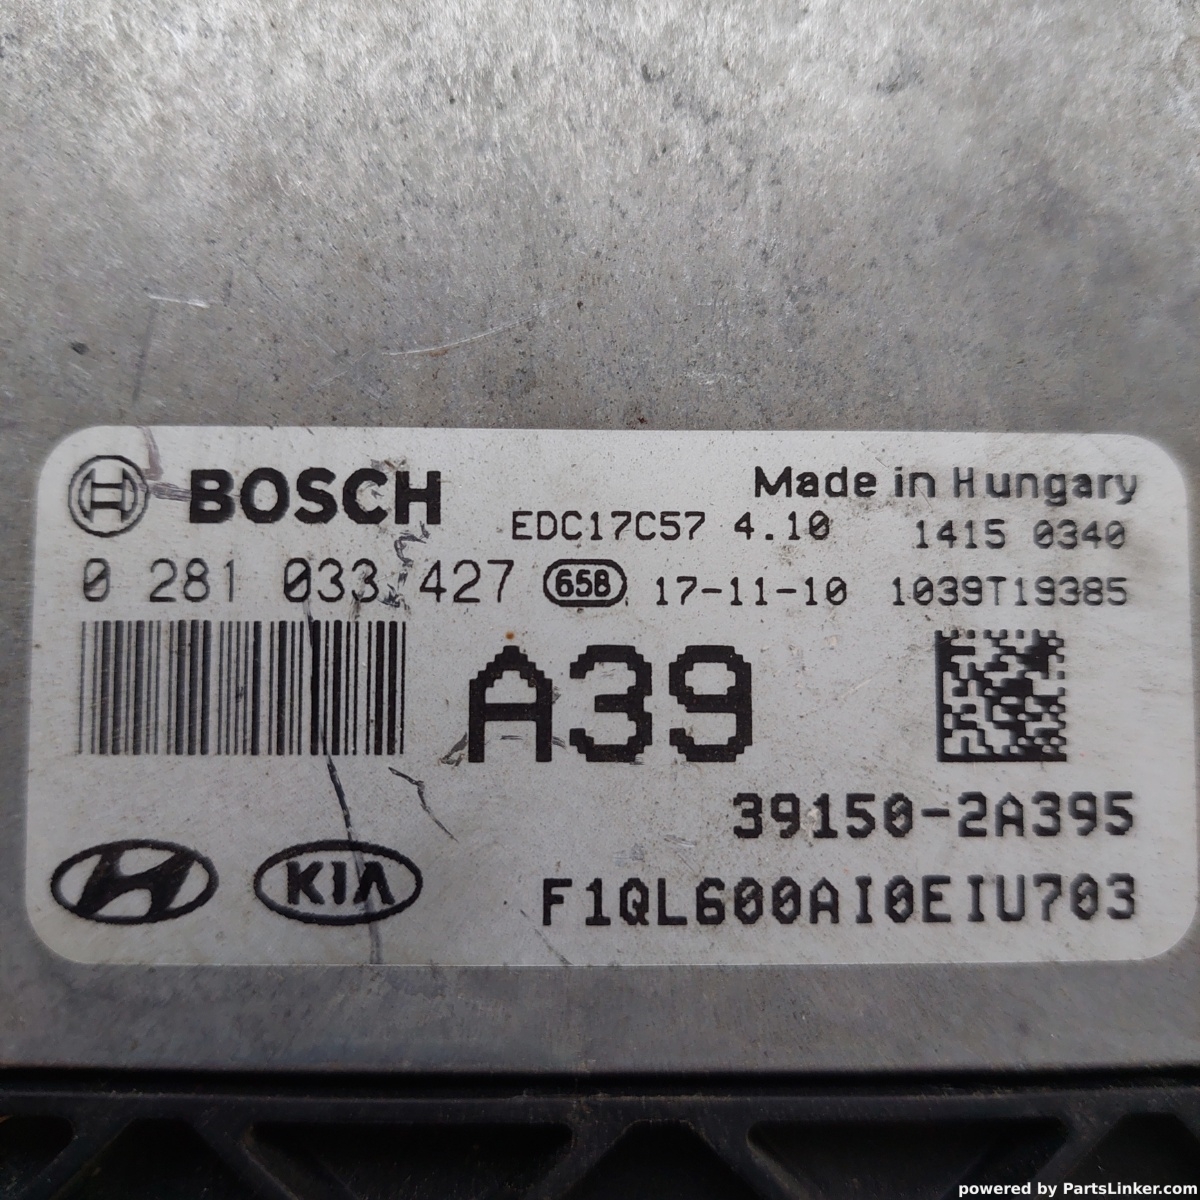 BOSCH
Made in Hungary
EDC17C57 4.10 1415 0340
0 281 033 427 658 17-11-10 1039T19385
A39
39150-2A395
KIA
F1QL600AI0EIU703
powered by PartsLinker.com